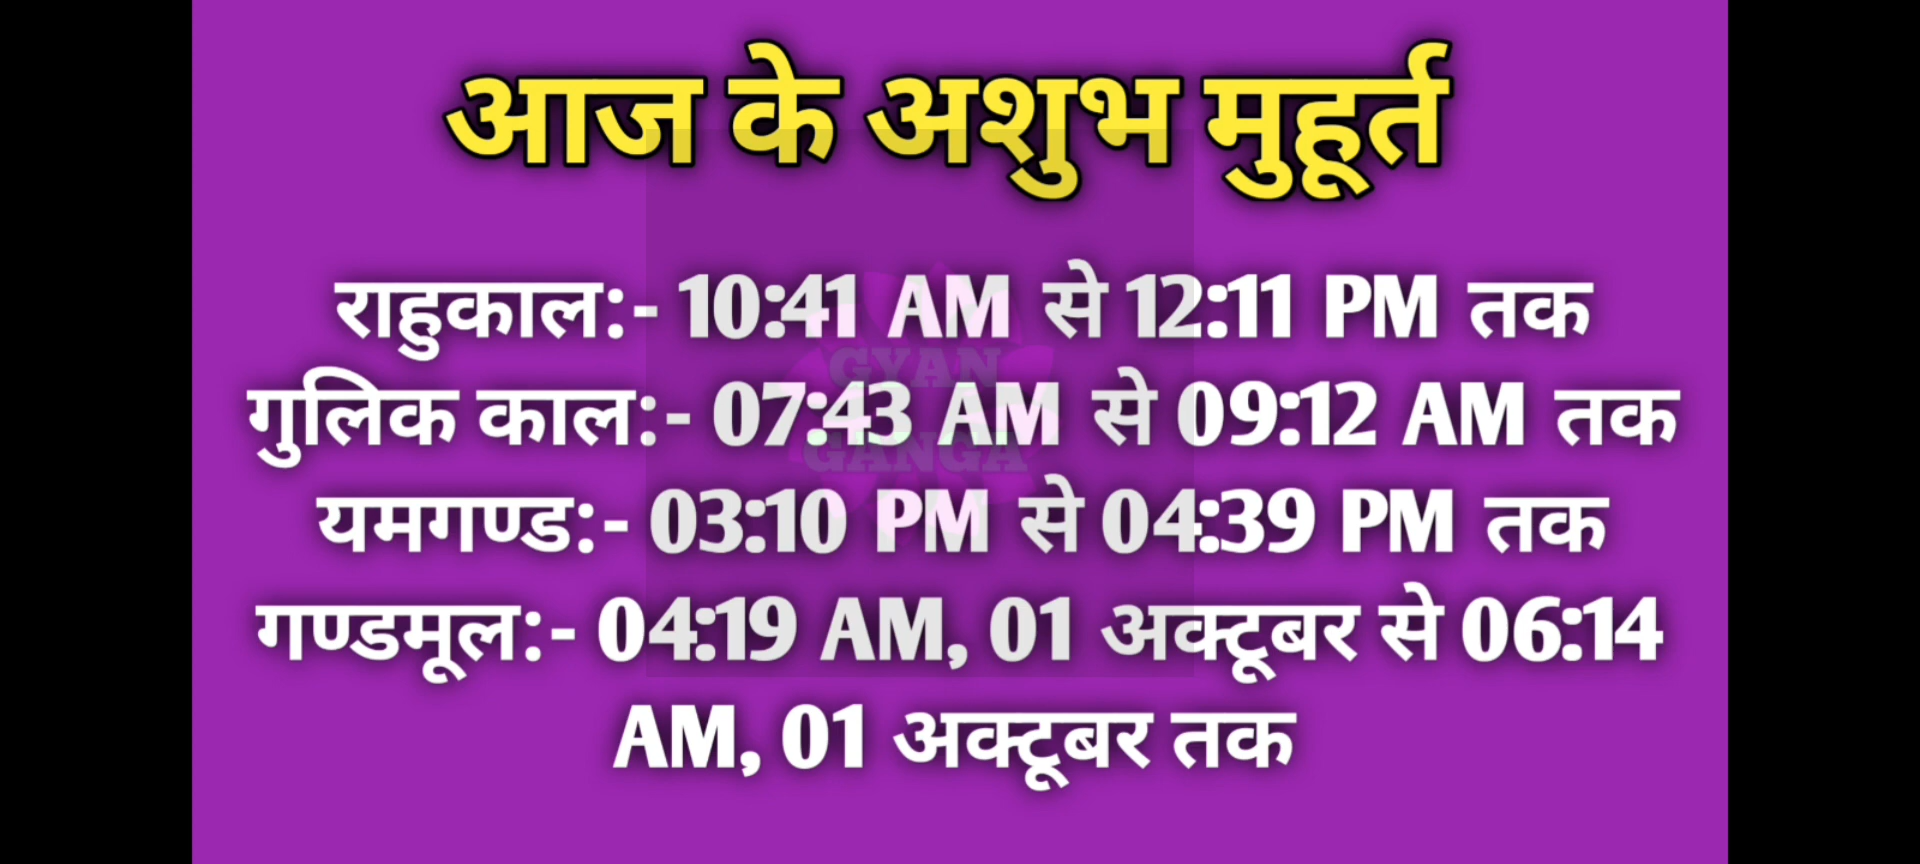 आज के अशुभ मुहूर्त
राहुकाल:- 10:41 AM से 12:11 PM तक
गुलिक काल:- 07:43 AM से 09:12 AM तक
यमगण्ड:- 03:10 PM से 04:39 PM तक
गण्डमूल:- 04:19 AM, 01 अक्टूबर से 06:14
AM, 01 अक्टूबर तक
GYAN
GANGA